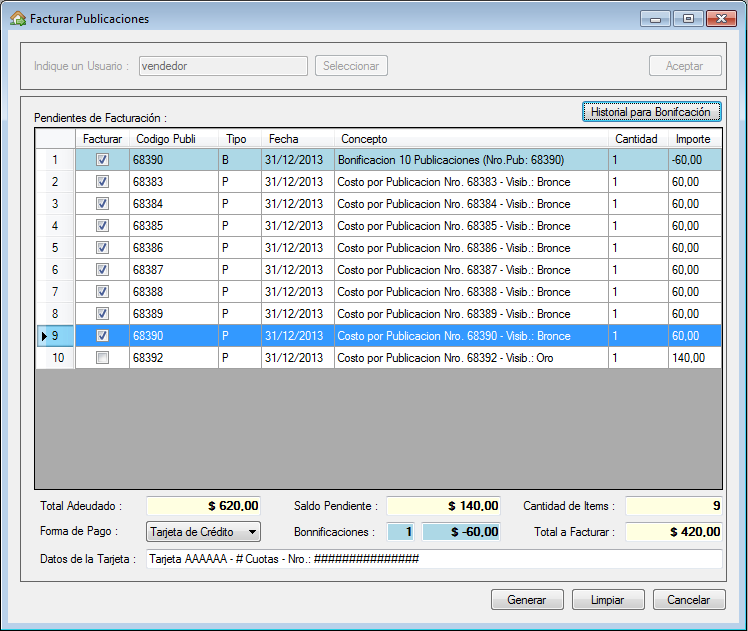 Facturar Publicaciones
Indique un Usuario : vendedor Seleccionar Aceptar
Pendientes de Facturación : Historial para Bonifcación
Facturar Codigo Publi Tipo Fecha Concepto Cantidad Importe
1 68390 B 31/12/2013 Bonificacion 10 Publicaciones (Nro.Pub: 68390) 1 -60,00
2 68383 P 31/12/2013 Costo por Publicacion Nro. 68383 - Visib.: Bronce 1 60,00
3 68384 P 31/12/2013 Costo por Publicacion Nro. 68384 - Visib.: Bronce 1 60,00
4 68385 P 31/12/2013 Costo por Publicacion Nro. 68385 - Visib.: Bronce 1 60,00
5 68386 P 31/12/2013 Costo por Publicacion Nro. 68386 - Visib.: Bronce 1 60,00
6 68387 P 31/12/2013 Costo por Publicacion Nro. 68387 - Visib.: Bronce 1 60,00
7 68388 P 31/12/2013 Costo por Publicacion Nro. 68388 - Visib.: Bronce 1 60,00
8 68389 P 31/12/2013 Costo por Publicacion Nro. 68389 - Visib.: Bronce 1 60,00
9 68390 P 31/12/2013 Costo por Publicacion Nro. 68390 - Visib.: Bronce 1 60,00
10 68392 P 31/12/2013 Costo por Publicacion Nro. 68392 - Visib.: Oro 1 140,00
Total Adeudado : $ 620,00 Saldo Pendiente : $ 140,00 Cantidad de Items : 9
Forma de Pago : Tarjeta de Crédito Bonnificaciones : 1 $ -60,00 Total a Facturar : $ 420,00
Datos de la Tarjeta : Tarjeta AAAAAA - # Cuotas - Nro.: ###############
Generar Limpiar Cancelar